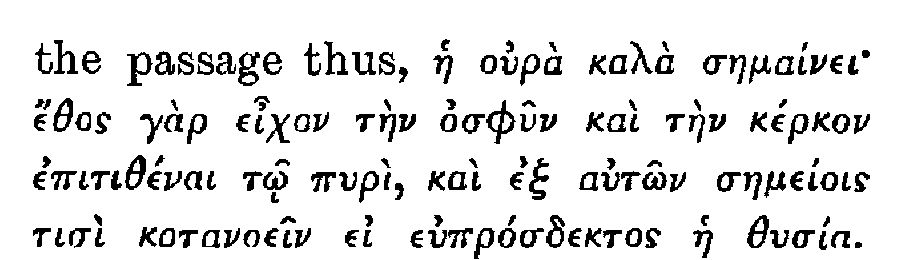 the passage thus, ἡ οὐρὰ καλὰ σημαίνει·
ἔθος γὰρ εἶχον τὴν ὀσφῦν καὶ τὴν κέρκον
ἐπιτιθέναι τῷ πυρὶ, καὶ ἐξ αὐτῶν σημείοις
τισὶ κοτανοεῖν εἰ εὐπρόσδεκτος ἡ θυσία.